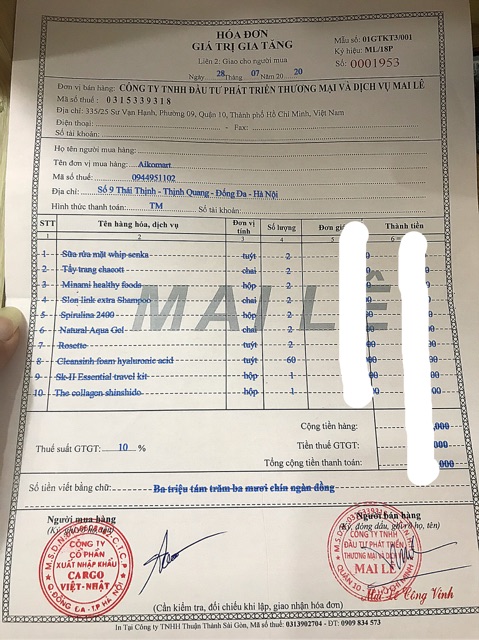 HÓA ĐƠN
GIÁ TRỊ GIA TĂNG
Liên 2: Giao cho người mua
Ngày 28 Tháng 07 Năm 20 20
Mẫu số: 01GTKT3/001
Ký hiệu: ML/18P
Số: 0001953
Đơn vị bán hàng: CÔNG TY TNHH ĐẦU TƯ PHÁT TRIỂN THƯƠNG MẠI VÀ DỊCH VỤ MAI LÊ
Mã số thuế: 0315339318
Địa chỉ: 335/25 Sư Vạn Hạnh, Phường 09, Quận 10, Thành phố Hồ Chí Minh, Việt Nam
Điện thoại: - Fax:
Số tài khoản:
Họ tên người mua hàng:
Tên đơn vị mua hàng: Aikomart
Mã số thuế: 0944951102
Địa chỉ: Số 9 Thái Thịnh - Thịnh Quang - Đống Đa - Hà Nội
Hình thức thanh toán: TM Số tài khoản:
STT Tên hàng hóa, dịch vụ Đơn vị tính Số lượng Đơn Thành tiền
1 2 3 4
1 Sữa rửa mặt whip senka tuýt 2
2 Tẩy trang chacott chai 2
3 Minami healthy foods hộp 2
4 Slon link extra Shampoo chai 2
5 Spirulina 2400 hộp 2
6 Natural Aqua Gel hộp 2
7 Rosette tuýt 2
8 Cleansinh foam hyaluronic acid tuýt 60
9 Sk-II Essential travel kit hộp 1
10 The collagen shinshido hộp 1
MAI LÊ
Cộng tiền hàng: ,000
Thuế suất GTGT: 10 % Tiền thuế GTGT: 000
Tổng cộng tiền thanh toán: 000
Số tiền viết bằng chữ: Ba triệu tám trăm ba mươi chín ngàn đồng
Người mua hàng
CÔNG TY
CỔ PHẦN
XUẤT NHẬP KHẨU
CARGO
VIỆT-NHẬT
Q.ĐỐNG ĐA-T.P HÀ NỘI
Người bán hàng
(Ký, đóng dấu, ghi rõ họ, tên)
CÔNG TY TNHH
ĐẦU TƯ PHÁT TRIỂN
THƯƠNG MẠI VÀ DỊCH VỤ
MAI LÊ
Mai Lê Công Vinh
(Cần kiểm tra, đối chiếu khi lập, giao nhận hóa đơn)
In Tại Công ty TNHH Thuận Thành Sài Gòn, Mã số thuế: 0313902704 - ĐT: 0909 834 573